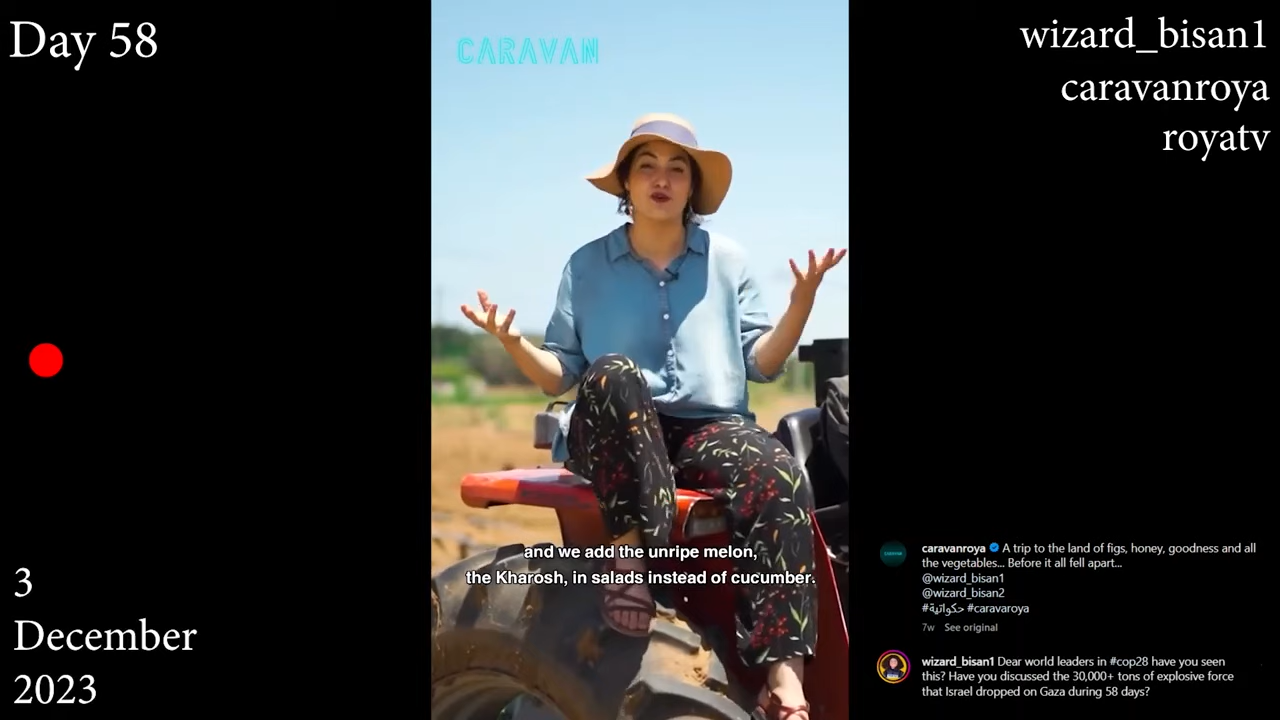 Day 58
wizard_bisan1
caravanroya
royatv
CARAVAN
and we add the unripe melon,
the Kharosh, in salads instead of cucumber.
3
December
2023
caravanroya A trip to the land of figs, honey, goodness and all
the vegetables... Before it all fell apart...
@wizard_bisan1
@wizard_bisan2
#حكواتية #caravaroya
7w See original
wizard_bisan1 Dear world leaders in #cop28 have you seen
this? Have you discussed the 30,000+ tons of explosive force
that Israel dropped on Gaza during 58 days?